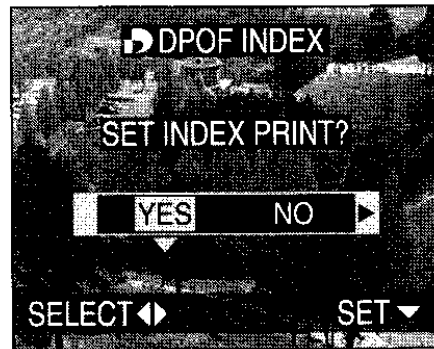 DPOF INDEX
SET INDEX PRINT?
YES NO
SELECT SET